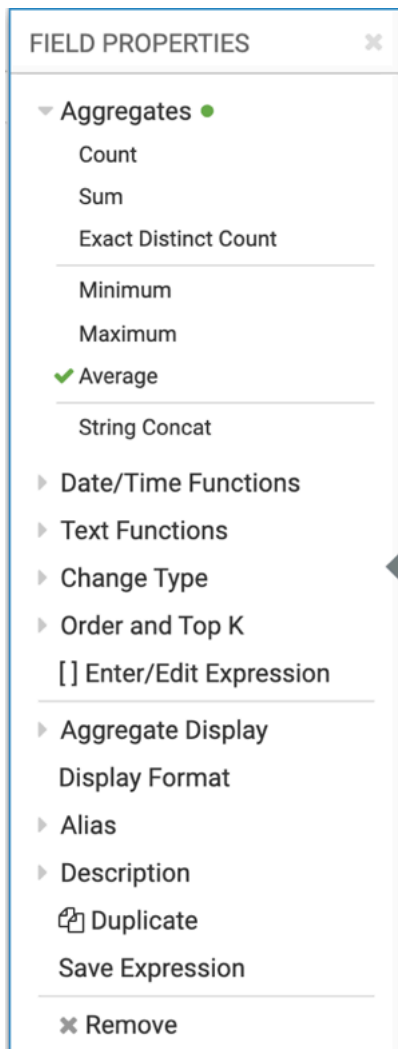 FIELD PROPERTIES
Aggregates
Count
Sum
Exact Distinct Count
Minimum
Maximum
Average
String Concat
Date/Time Functions
Text Functions
Change Type
Order and Top K
[ ] Enter/Edit Expression
Aggregate Display
Display Format
Alias
Description
Duplicate
Save Expression
Remove